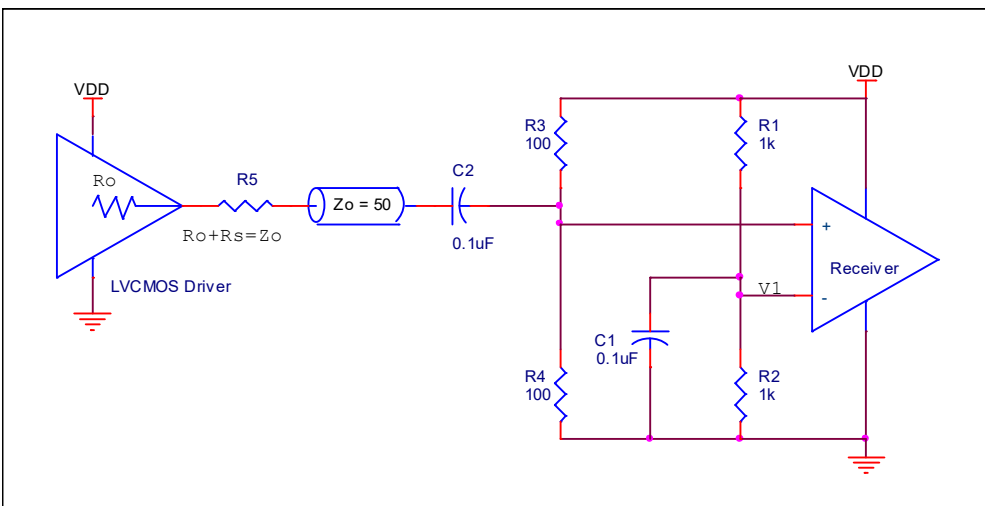 VDD
VDD
R3
100
R1
1k
Ro
R5
C2
Zo = 50
0.1uF
Ro+Rs=Zo
+
Receiver
LVCMOS Driver
V1
-
C1
0.1uF
R4
100
R2
1k